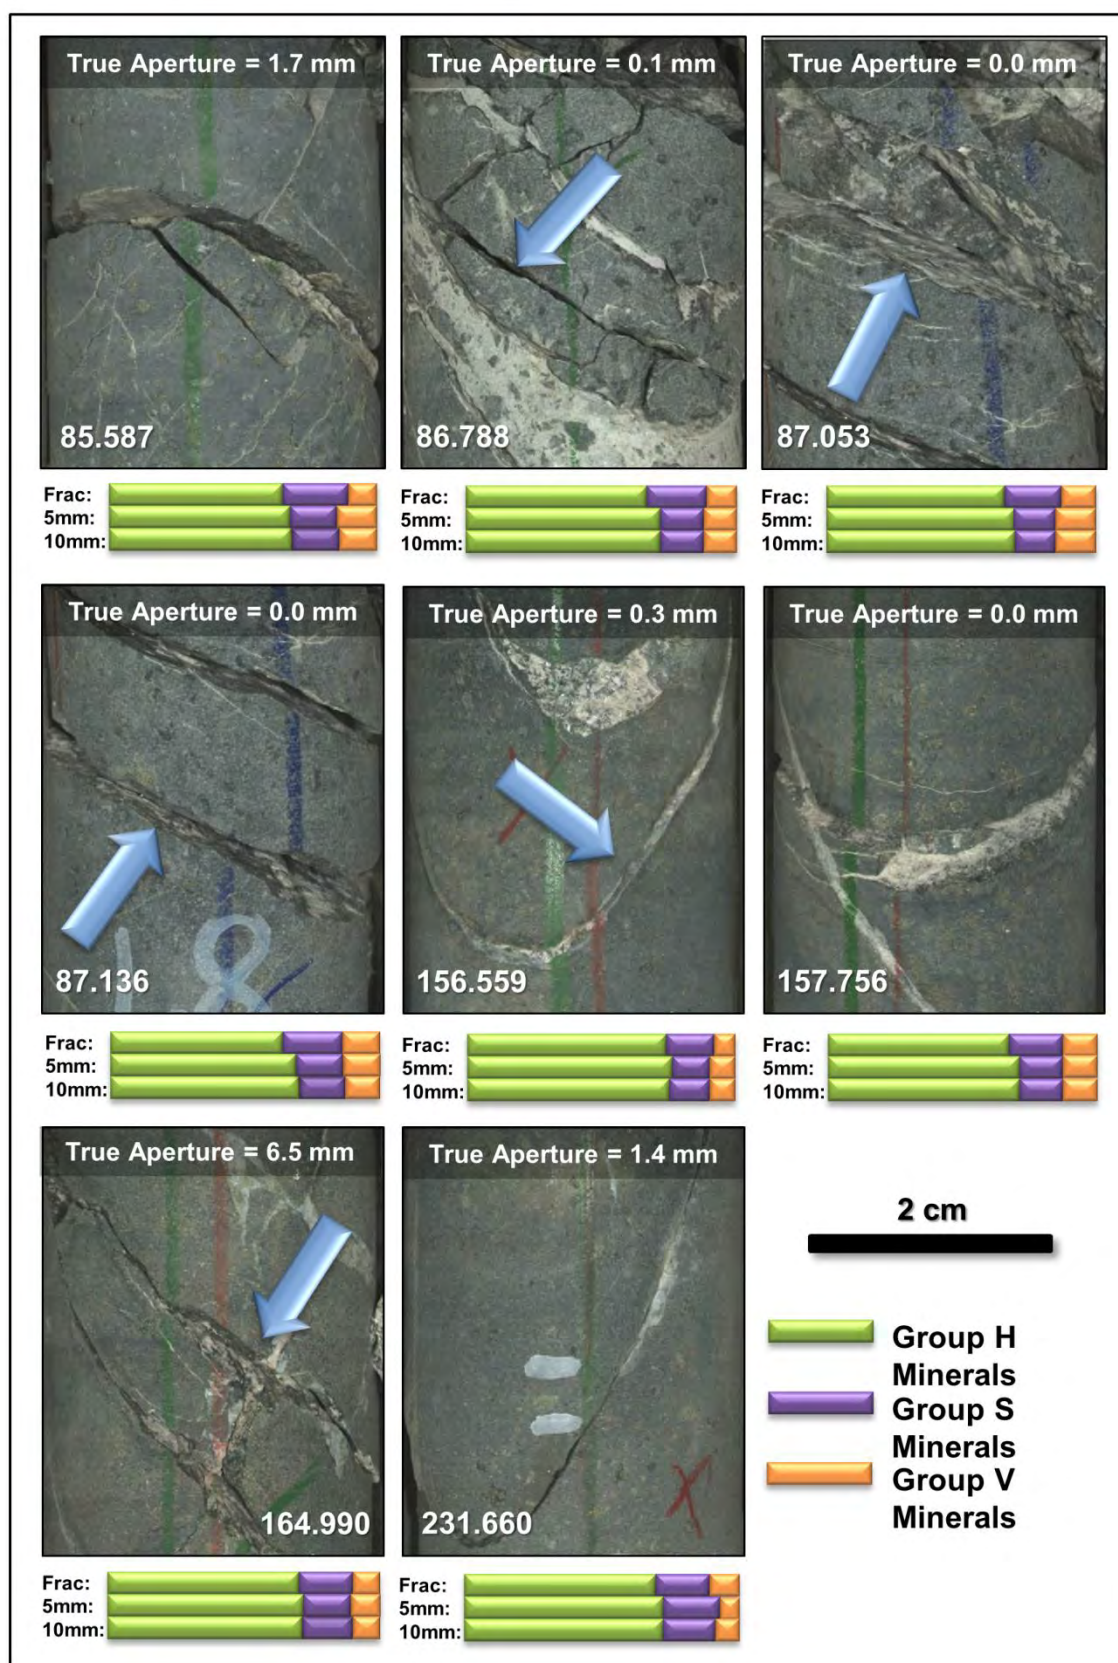 True Aperture = 1.7 mm
85.587
Frac:
5mm:
10mm:
True Aperture = 0.1 mm
86.788
Frac:
5mm:
10mm:
True Aperture = 0.0 mm
87.053
Frac:
5mm:
10mm:
True Aperture = 0.0 mm
18
87.136
Frac:
5mm:
10mm:
True Aperture = 0.3 mm
156.559
Frac:
5mm:
10mm:
True Aperture = 0.0 mm
157.756
Frac:
5mm:
10mm:
True Aperture = 6.5 mm
164.990
Frac:
5mm:
10mm:
True Aperture = 1.4 mm
X
231.660
Frac:
5mm:
10mm:
2 cm
Group H
Minerals
Group S
Minerals
Group V
Minerals